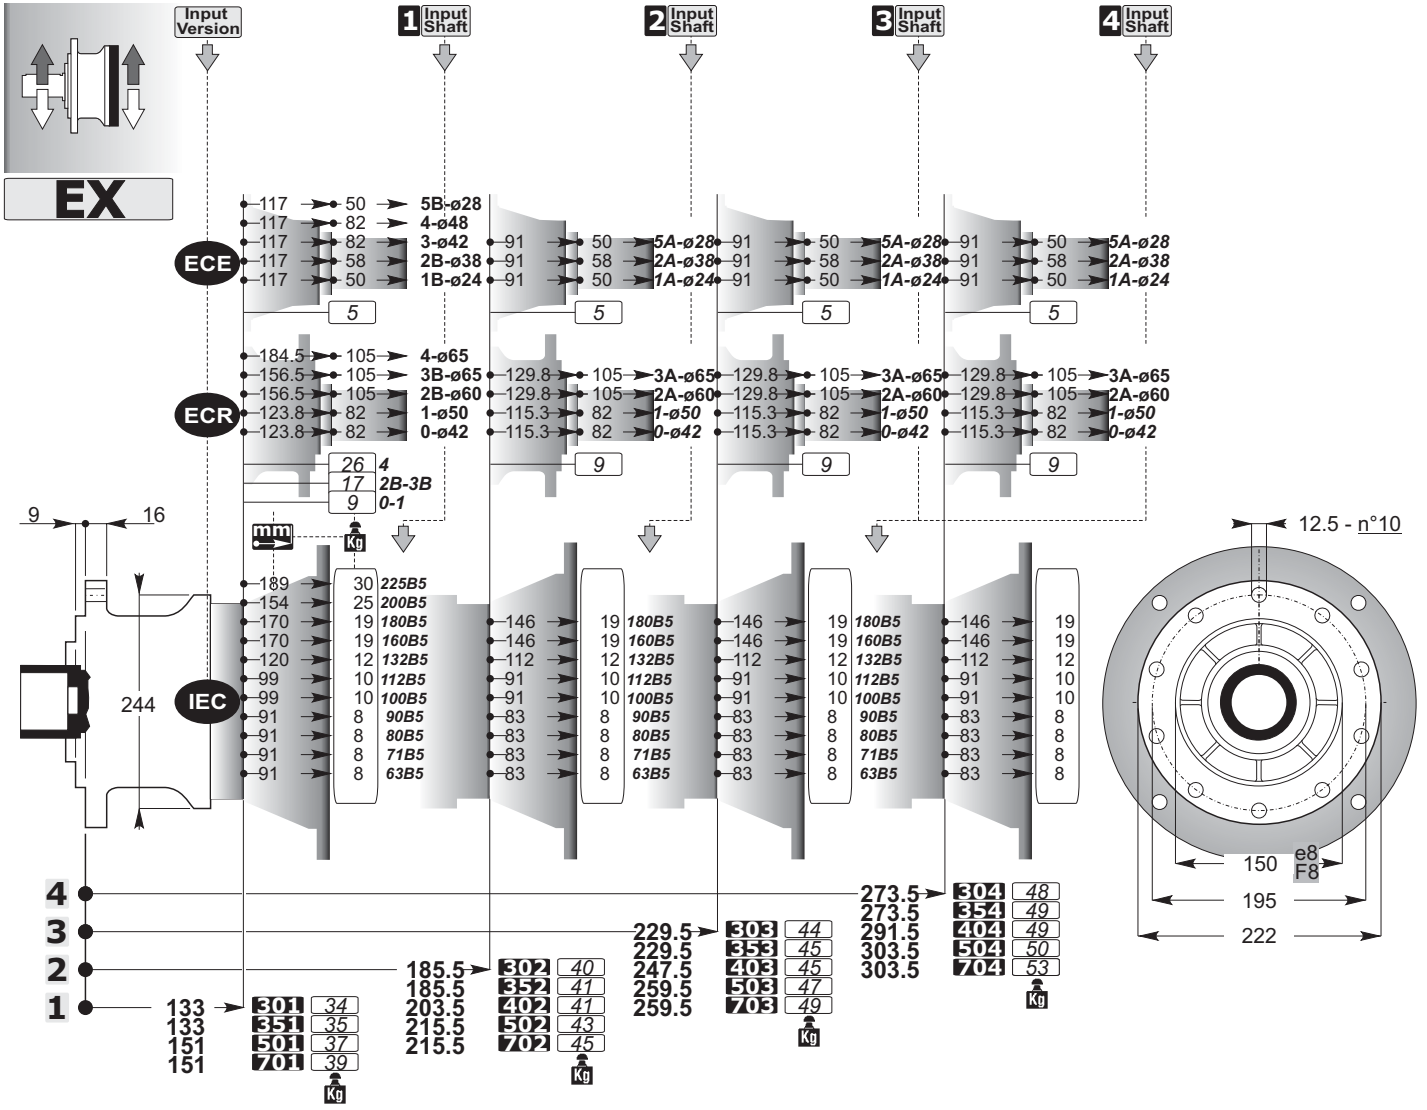 Input Version
1 Input Shaft
2 Input Shaft
3 Input Shaft
4 Input Shaft
EX
ECE
117 50 5B-ø28
117 82 4-ø48
117 82 3-ø42 91 50 5A-ø28 91 50 5A-ø28 91 50 5A-ø28
117 58 2B-ø38 91 58 2A-ø38 91 58 2A-ø38 91 58 2A-ø38
117 50 1B-ø24 91 50 1A-ø24 91 50 1A-ø24 91 50 1A-ø24
5 5 5 5
ECR
184.5 105 4-ø65
156.5 105 3B-ø65 129.8 105 3A-ø65 129.8 105 3A-ø65 129.8 105 3A-ø65
156.5 105 2B-ø60 129.8 105 2A-ø60 129.8 105 2A-ø60 129.8 105 2A-ø60
123.8 82 1-ø50 115.3 82 1-ø50 115.3 82 1-ø50 115.3 82 1-ø50
123.8 82 0-ø42 115.3 82 0-ø42 115.3 82 0-ø42 115.3 82 0-ø42
26 4 9 9 9
17 2B-3B
9 0-1
mm Kg
9 16
244
IEC
189 30 225B5
154 25 200B5
170 19 180B5 146 19 180B5 146 19 180B5 146 19
170 19 160B5 146 19 160B5 146 19 160B5 146 19
120 12 132B5 112 12 132B5 112 12 132B5 112 12
99 10 112B5 91 10 112B5 91 10 112B5 91 10
99 10 100B5 91 10 100B5 91 10 100B5 91 10
91 8 90B5 83 8 90B5 83 8 90B5 83 8
91 8 80B5 83 8 80B5 83 8 80B5 83 8
91 8 71B5 83 8 71B5 83 8 71B5 83 8
91 8 63B5 83 8 63B5 83 8 63B5 83 8
12.5 - n°10
150 e8 F8
195
222
4
273.5 304 48
273.5 354 49
291.5 404 49
303.5 504 50
303.5 704 53
Kg
3
229.5 303 44
229.5 353 45
247.5 403 45
259.5 503 47
259.5 703 49
Kg
2
185.5 302 40
185.5 352 41
203.5 402 41
215.5 502 43
215.5 702 45
Kg
1
133 301 34
133 351 35
151 501 37
151 701 39
Kg